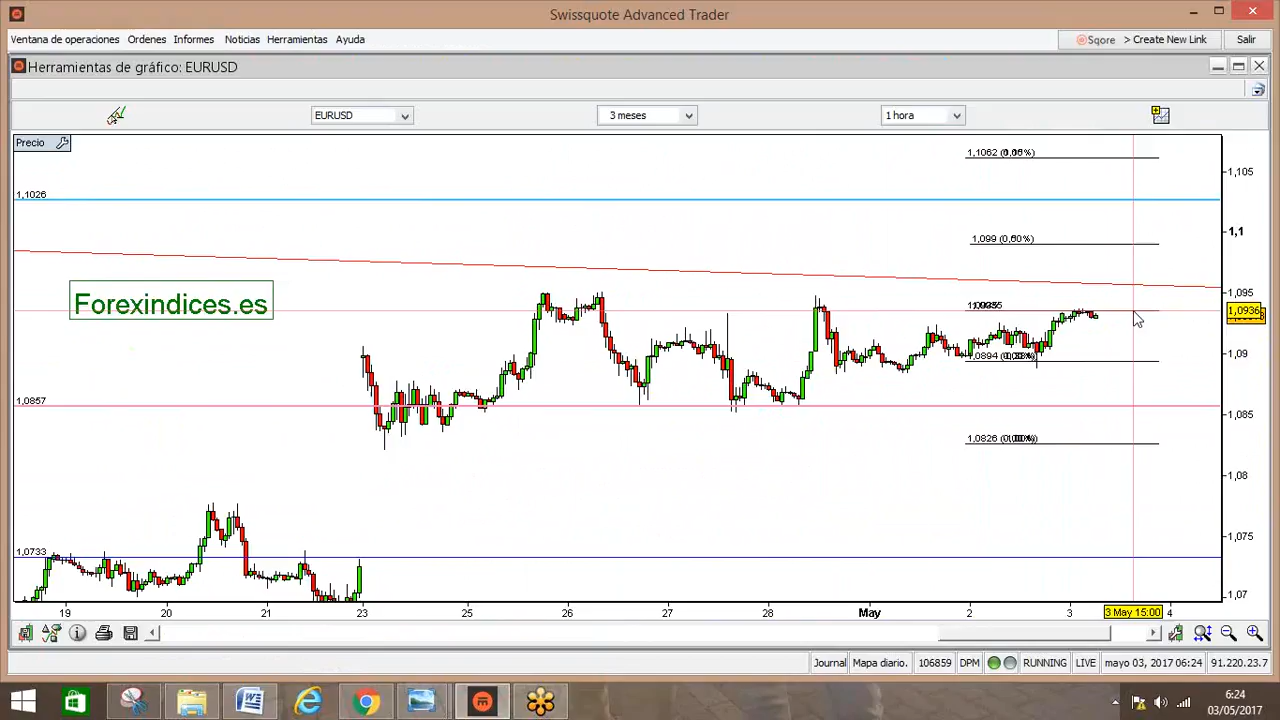 Swissquote Advanced Trader
Ventana de operaciones Ordenes Informes Noticias Herramientas Ayuda
Sqore > Create New Link Salir
Herramientas de gráfico: EURUSD
EURUSD 3 meses 1 hora
Precio
1,1062
1,105
1,1026
1,1
1,099
Forexindices.es
1,095
1,0936
1,09
1,0894
1,0857
1,085
1,0826
1,08
1,075
1,0733
1,07
19 20 21 23 25 26 27 28 May 2 3 3 May 15:00 4
Journal Mapa diario. 106859 DPM RUNNING LIVE mayo 03, 2017 06:24 91.220.23.7
6:24
03/05/2017